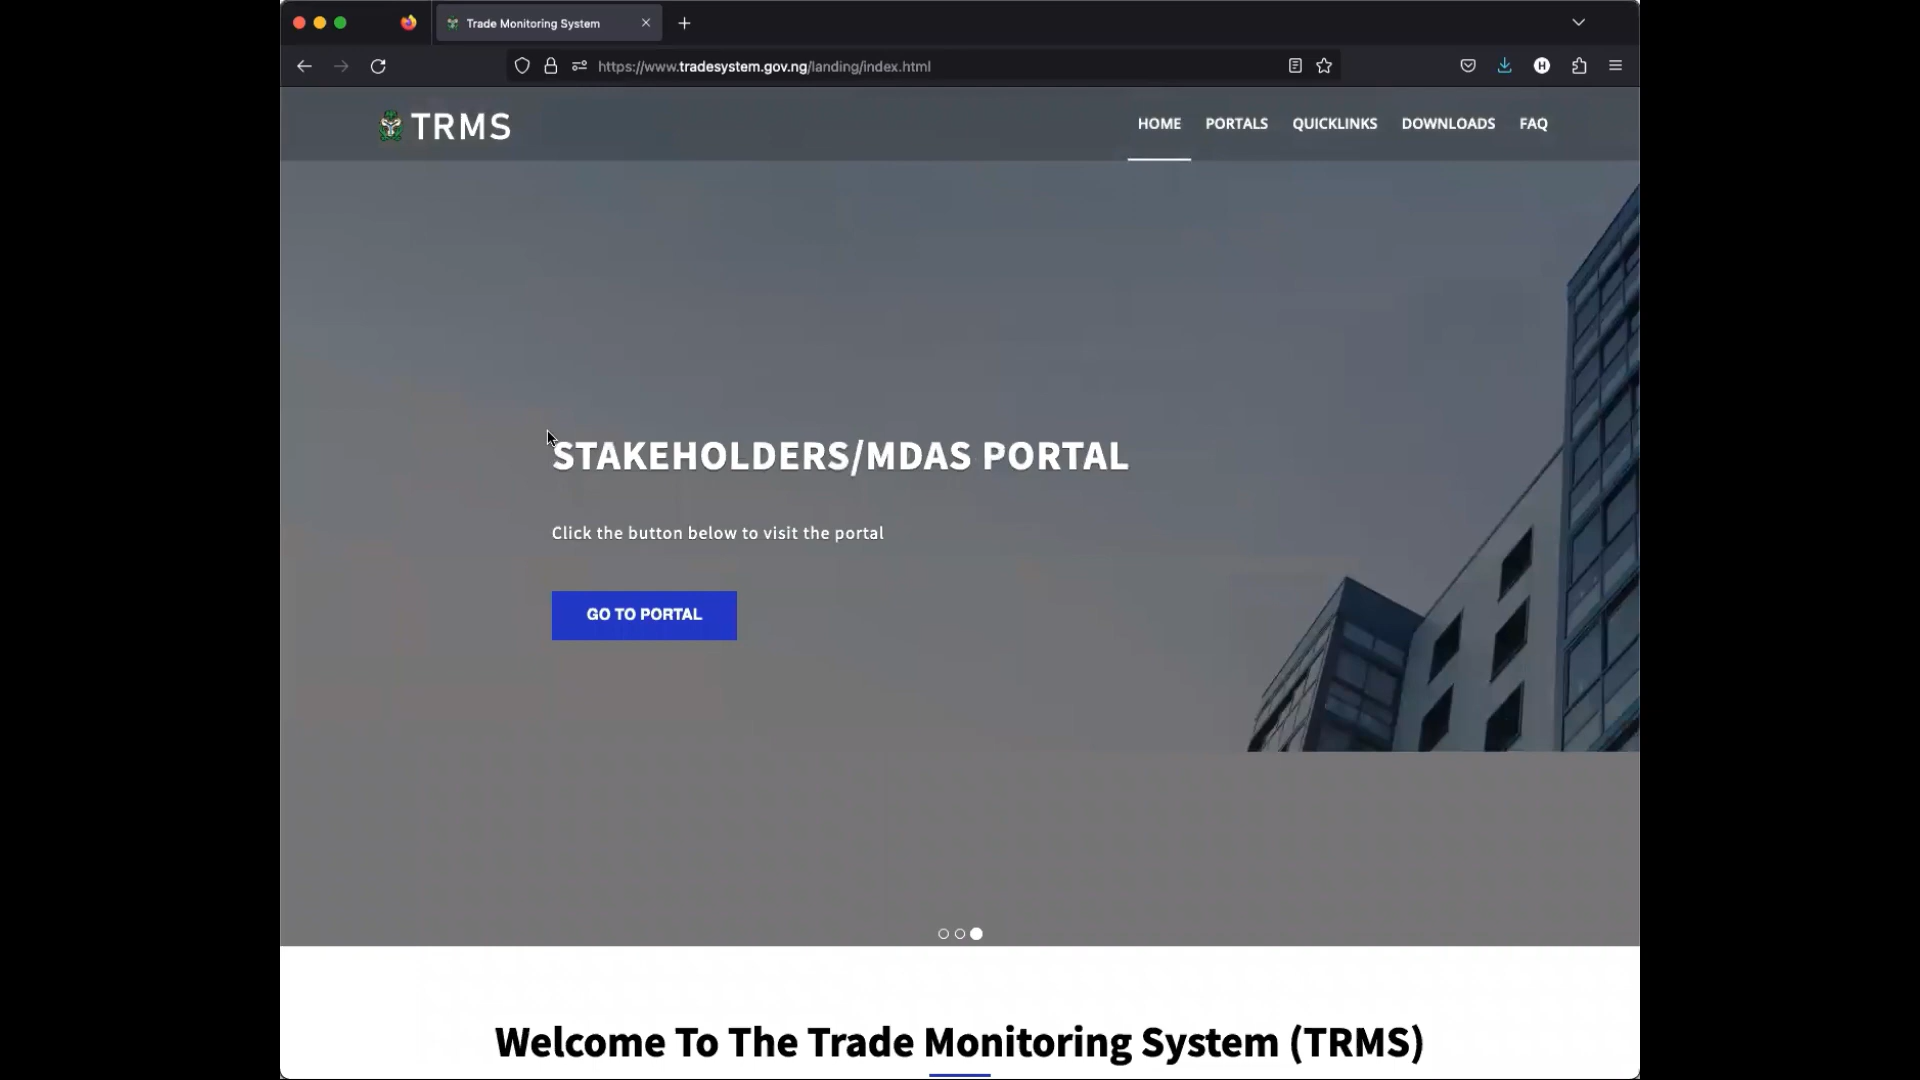 Trade Monitoring System
https://www.tradesystem.gov.ng/landing/index.html
H
TRMS
HOME
PORTALS
QUICKLINKS
DOWNLOADS
FAQ
STAKEHOLDERS/MDAS PORTAL
Click the button below to visit the portal
GO TO PORTAL
Welcome To The Trade Monitoring System (TRMS)